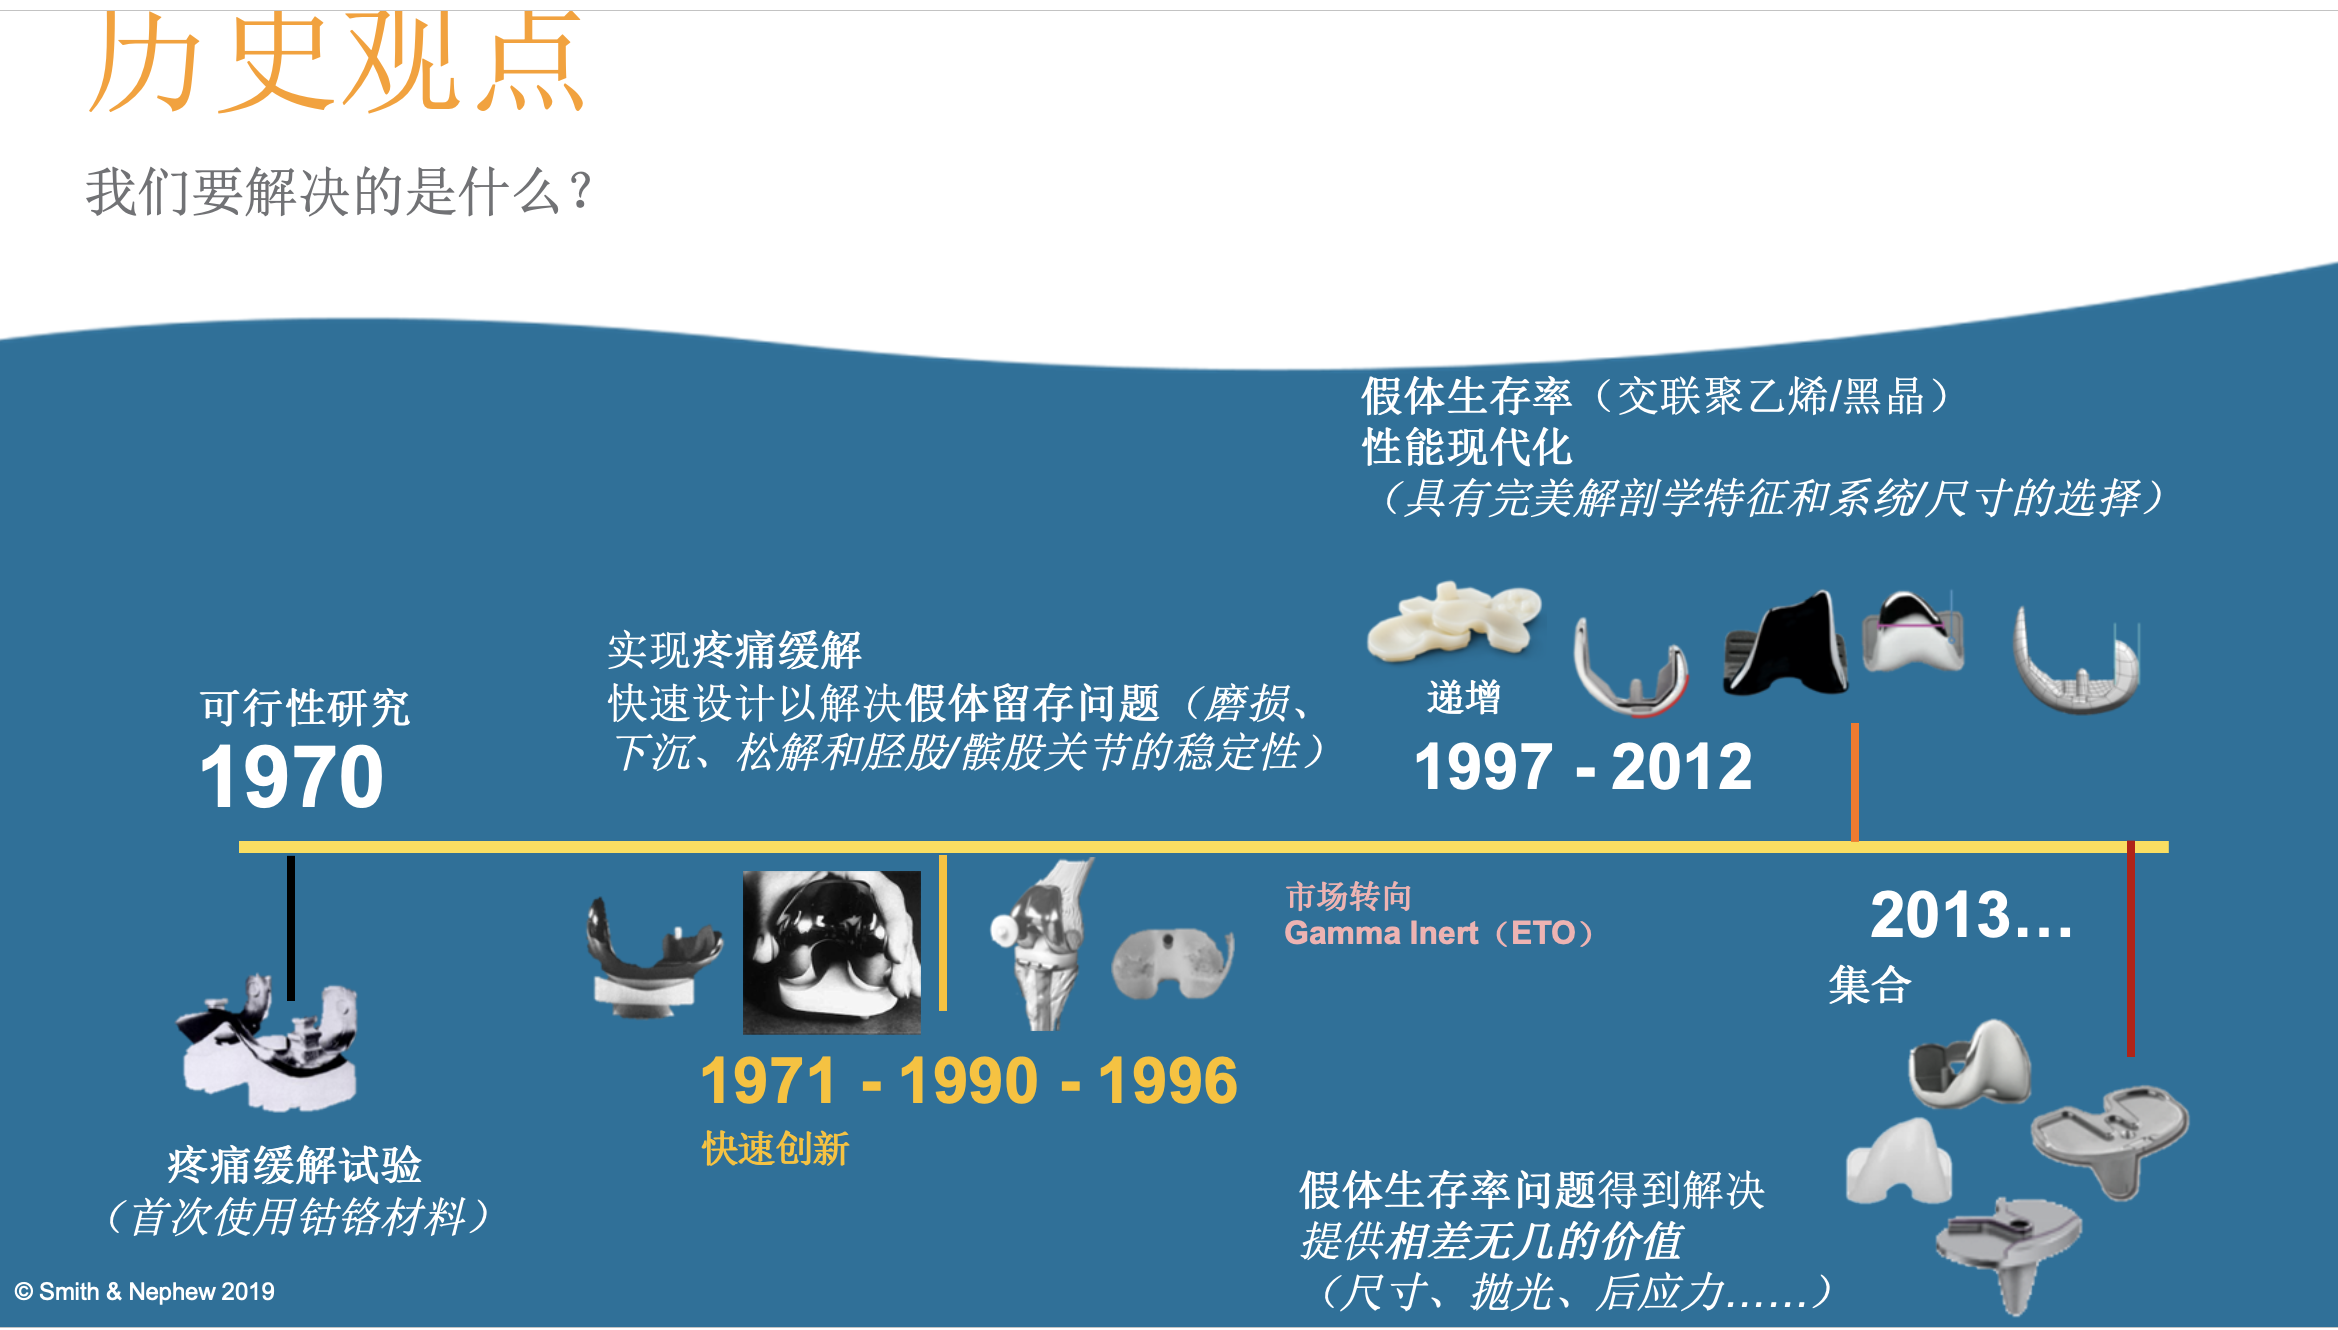 历史观点
我们要解决的是什么?
假体生存率（交联聚乙烯/黑晶）
性能现代化
（具有完美解剖学特征和系统/尺寸的选择）
实现疼痛缓解
快速设计以解决假体留存问题（磨损、
下沉、松解和胫股/髌股关节的稳定性）
可行性研究
1970
递增
1997 - 2012
市场转向
Gamma Inert（ETO）
2013…
集合
1971 - 1990 - 1996
快速创新
疼痛缓解试验
（首次使用钴铬材料）
假体生存率问题得到解决
提供相差无几的价值
（尺寸、抛光、后应力……）
© Smith & Nephew 2019